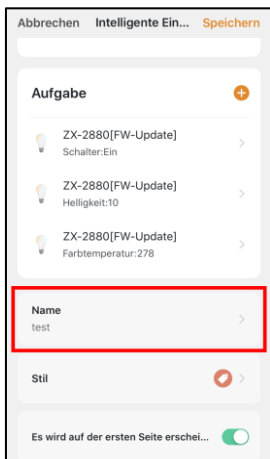 Abbrechen Intelligente Ein... Speichern
Aufgabe
ZX-2880[FW-Update]
Schalter:Ein
ZX-2880[FW-Update]
Helligkeit:10
ZX-2880[FW-Update]
Farbtemperatur:278
Name
test
Stil
Es wird auf der ersten Seite erschei...